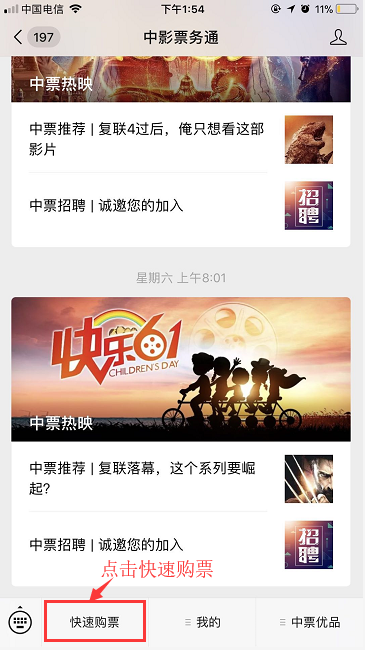 中国电信
下午1:54
11%
197
中影票务通
中票热映
中票推荐 | 复联4过后，俺只想看这部
影片
中票招聘 | 诚邀您的加入
招
聘
星期六 上午8:01
快乐61
CHILDREN'S DAY
中票热映
中票推荐 | 复联落幕，这个系列要崛
起?
中票招聘 | 诚邀您的加入
招
聘
点击快速购票
快速购票
我的
中票优品